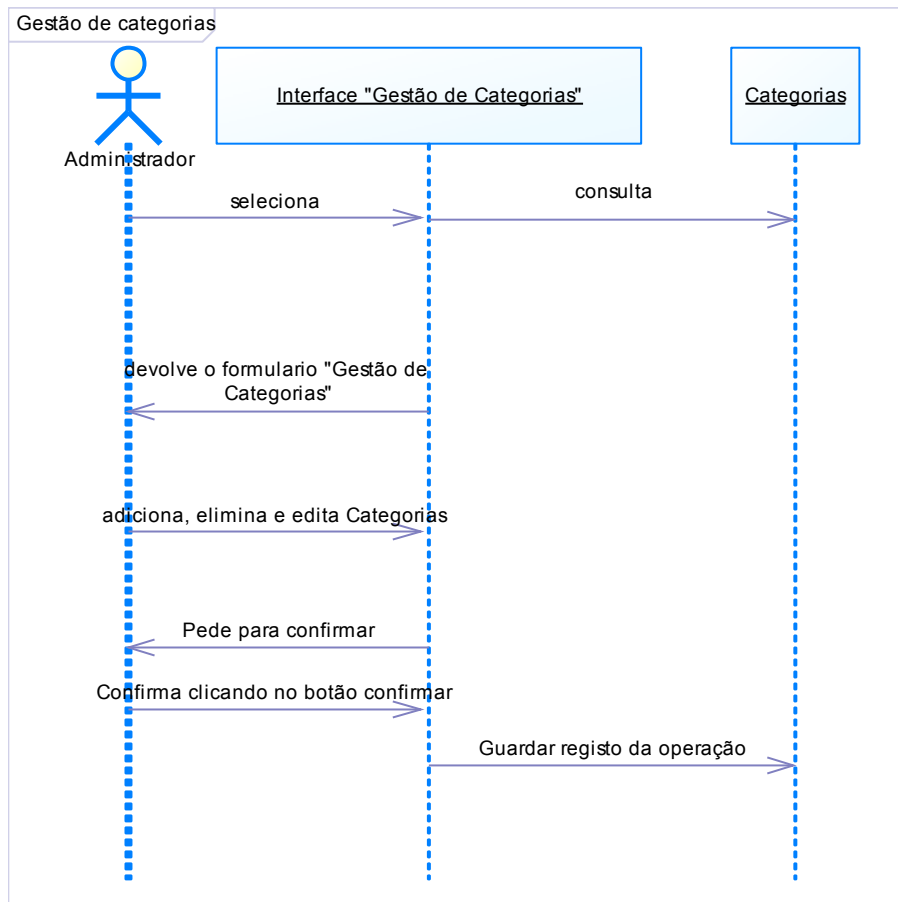 Gestão de categorias
Interface "Gestão de Categorias"
Categorias
Administrador
seleciona
consulta
devolve o formulario "Gestão de
Categorias"
adiciona, elimina e edita Categorias
Pede para confirmar
Confirma clicando no botão confirmar
Guardar registo da operação